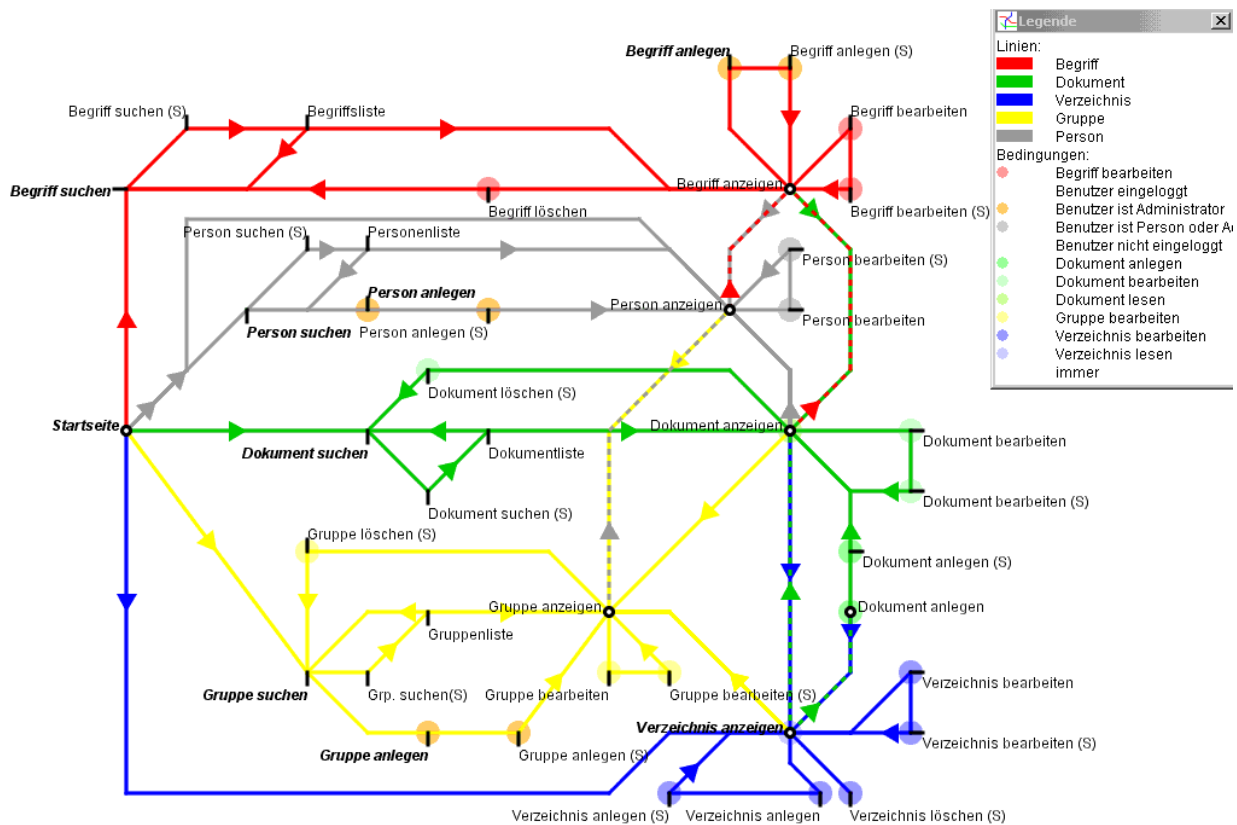 Legende
Linien:
Begriff
Dokument
Verzeichnis
Gruppe
Person
Bedingungen:
Begriff bearbeiten
Benutzer eingeloggt
Benutzer ist Administrator
Benutzer ist Person oder Ad
Benutzer nicht eingeloggt
Dokument anlegen
Dokument bearbeiten
Dokument lesen
Gruppe bearbeiten
Verzeichnis bearbeiten
Verzeichnis lesen
immer
Begriff anlegen
Begriff anlegen (S)
Begriff suchen (S)
Begriffsliste
Begriff bearbeiten
Begriff suchen
Begriff anzeigen
Begriff löschen
Begriff bearbeiten (S)
Person suchen (S)
Personenliste
Person bearbeiten (S)
Person anlegen
Person anzeigen
Person suchen
Person anlegen (S)
Person bearbeiten
Dokument löschen (S)
Startseite
Dokument suchen
Dokumentliste
Dokument anzeigen
Dokument bearbeiten
Dokument suchen (S)
Dokument bearbeiten (S)
Gruppe löschen (S)
Dokument anlegen (S)
Gruppe anzeigen
Dokument anlegen
Gruppenliste
Gruppe suchen
Grp. suchen(S)
Gruppe bearbeiten
Gruppe bearbeiten (S)
Verzeichnis bearbeiten
Verzeichnis anzeigen
Gruppe anlegen
Gruppe anlegen (S)
Verzeichnis bearbeiten (S)
Verzeichnis anlegen (S)
Verzeichnis anlegen
Verzeichnis löschen (S)